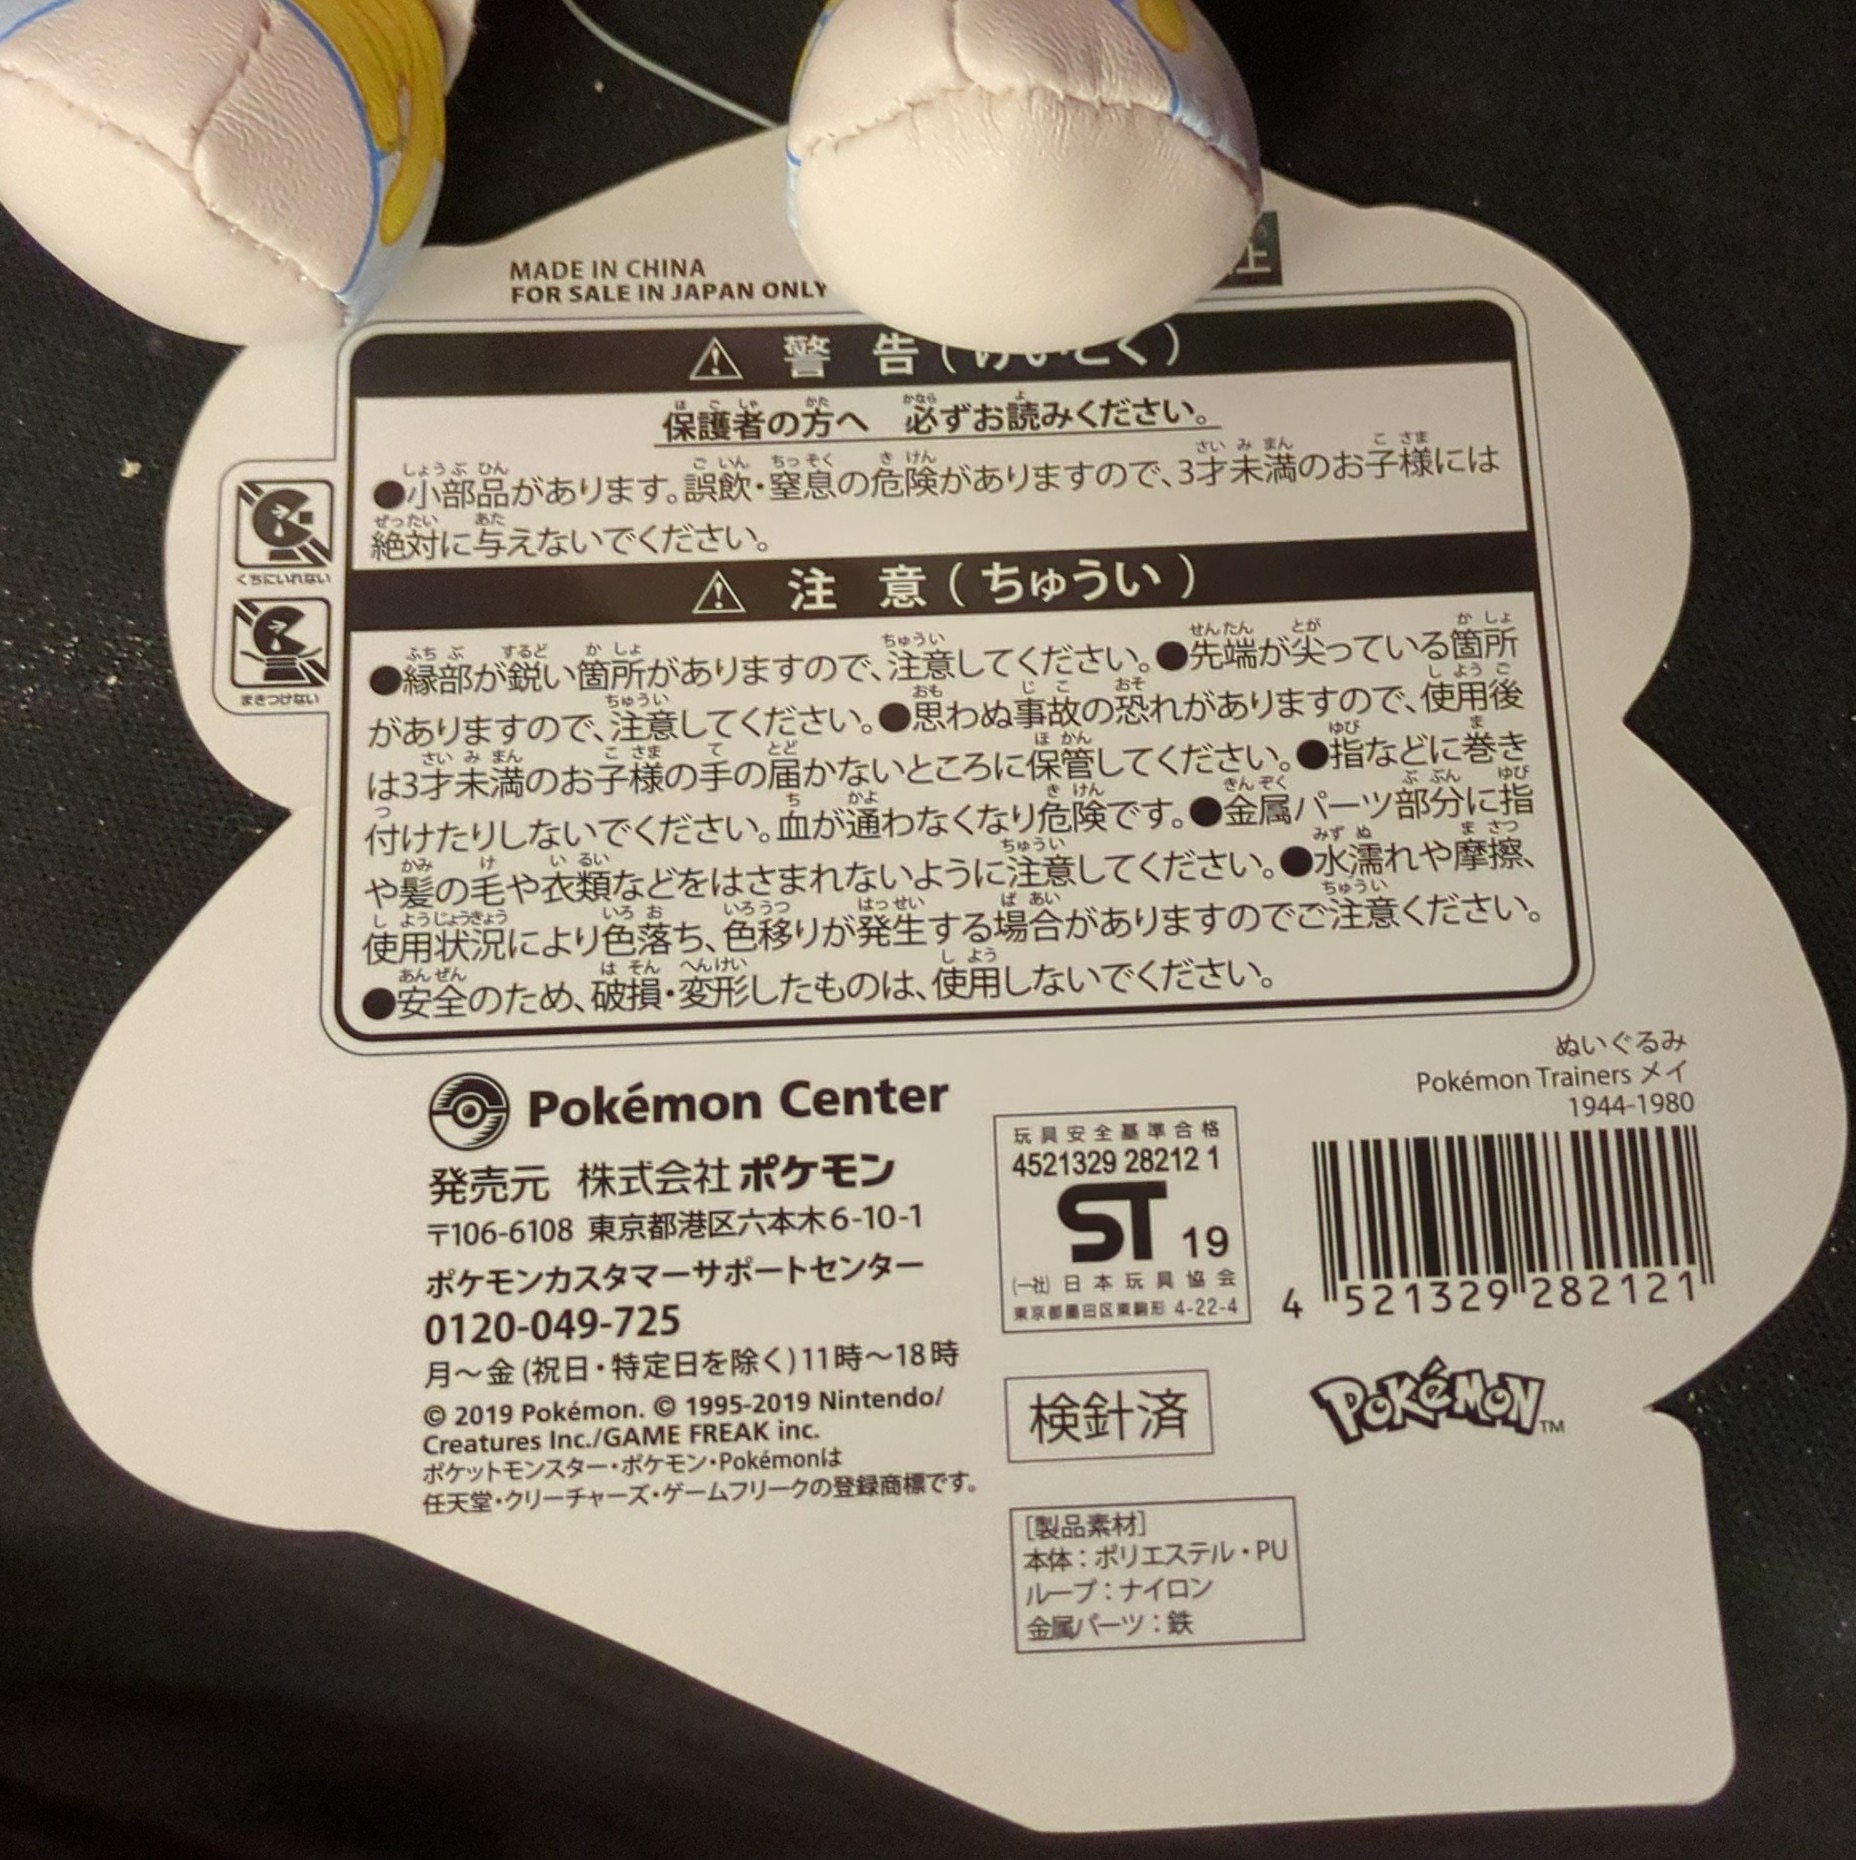 MADE IN CHINA
FOR SALE IN JAPAN ONLY
上
警 告(けいこく)
保護者の方へ 必ずお読みください。
●小部品があります。誤飲・窒息の危険がありますので、3才未満のお子様には
絶対に与えないでください。
くちにいれない
まきつけない
注 意(ちゅうい)
●縁部が鋭い箇所がありますので、注意してください。●先端が尖っている箇所
がありますので、注意してください。●思わぬ事故の恐れがありますので、使用後
は3才未満のお子様の手の届かないところに保管してください。●指などに巻き
付けたりしないでください。血が通わなくなり危険です。●金属パーツ部分に指
や髪の毛や衣類などをはさまれないように注意してください。●水濡れや摩擦、
使用状況により色落ち、色移りが発生する場合がありますのでご注意ください。
●安全のため、破損・変形したものは、使用しないでください。
Pokémon Center
発売元 株式会社ポケモン
〒106-6108 東京都港区六本木6-10-1
ポケモンカスタマーサポートセンター
0120-049-725
月～金(祝日・特定日を除く)11時～18時
© 2019 Pokémon. © 1995-2019 Nintendo/
Creatures Inc./GAME FREAK inc.
ポケットモンスター・ポケモン・Pokémonは
任天堂・クリーチャーズ・ゲームフリークの登録商標です。
玩具安全基準合格
4521329 28212 1
ST 19
(一社)日本玩具協会
東京都墨田区東駒形 4-22-4
検針済
[製品素材]
本体:ポリエステル・PU
ループ:ナイロン
金属パーツ:鉄
ぬいぐるみ
Pokémon Trainers メイ
1944-1980
4 521329 282121
POKéMON™